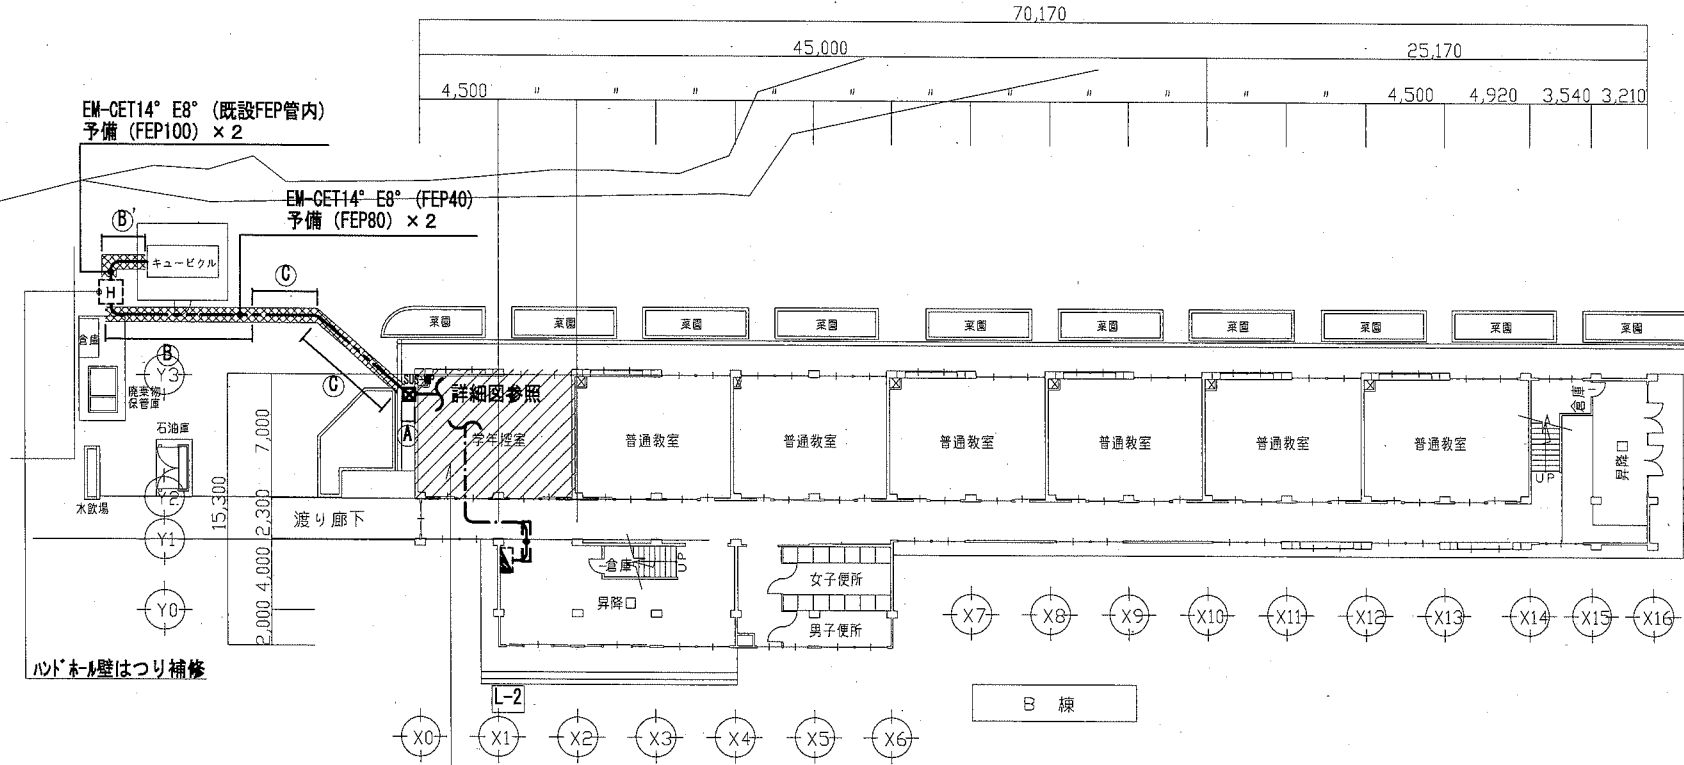 70,170
45,000
25,170
4,500 〃 〃 〃 〃 〃 〃 〃 〃 〃 〃 〃 4,500 4,920 3,540 3,210
EM-CET14° E8° (既設FEP管内)
予備 (FEP100) ×2
EM-CET14° E8° (FEP40)
予備 (FEP80) ×2
B'
キュービクル
C
H
菜園 菜園 菜園 菜園 菜園 菜園 菜園 菜園 菜園 菜園
倉庫
B
Y3
C
廃棄物
保管庫
詳細図参照
A
石油庫
学年控室
普通教室 普通教室 普通教室 普通教室 普通教室 普通教室
倉庫
昇降口
UP
7,000
15,300
2,300
4,000
2,000
Y2
水飲場
渡り廊下
Y1
倉庫
UP
女子便所
昇降口
男子便所
Y0
X7 X8 X9 X10 X11 X12 X13 X14 X15 X16
ハンドホール壁はつり補修
L-2
B 棟
X0 X1 X2 X3 X4 X5 X6